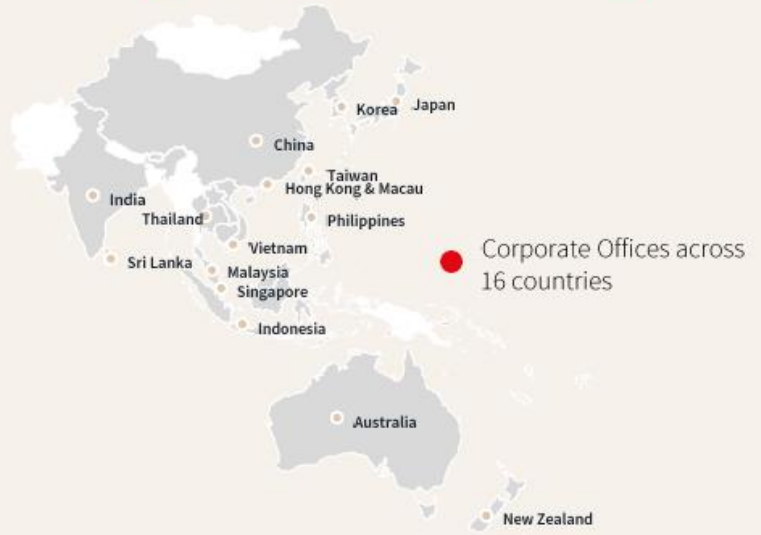 Korea
Japan
China
Taiwan
Hong Kong & Macau
India
Thailand
Philippines
Vietnam
Sri Lanka
Malaysia
Singapore
Indonesia
Corporate Offices across
16 countries
Australia
New Zealand